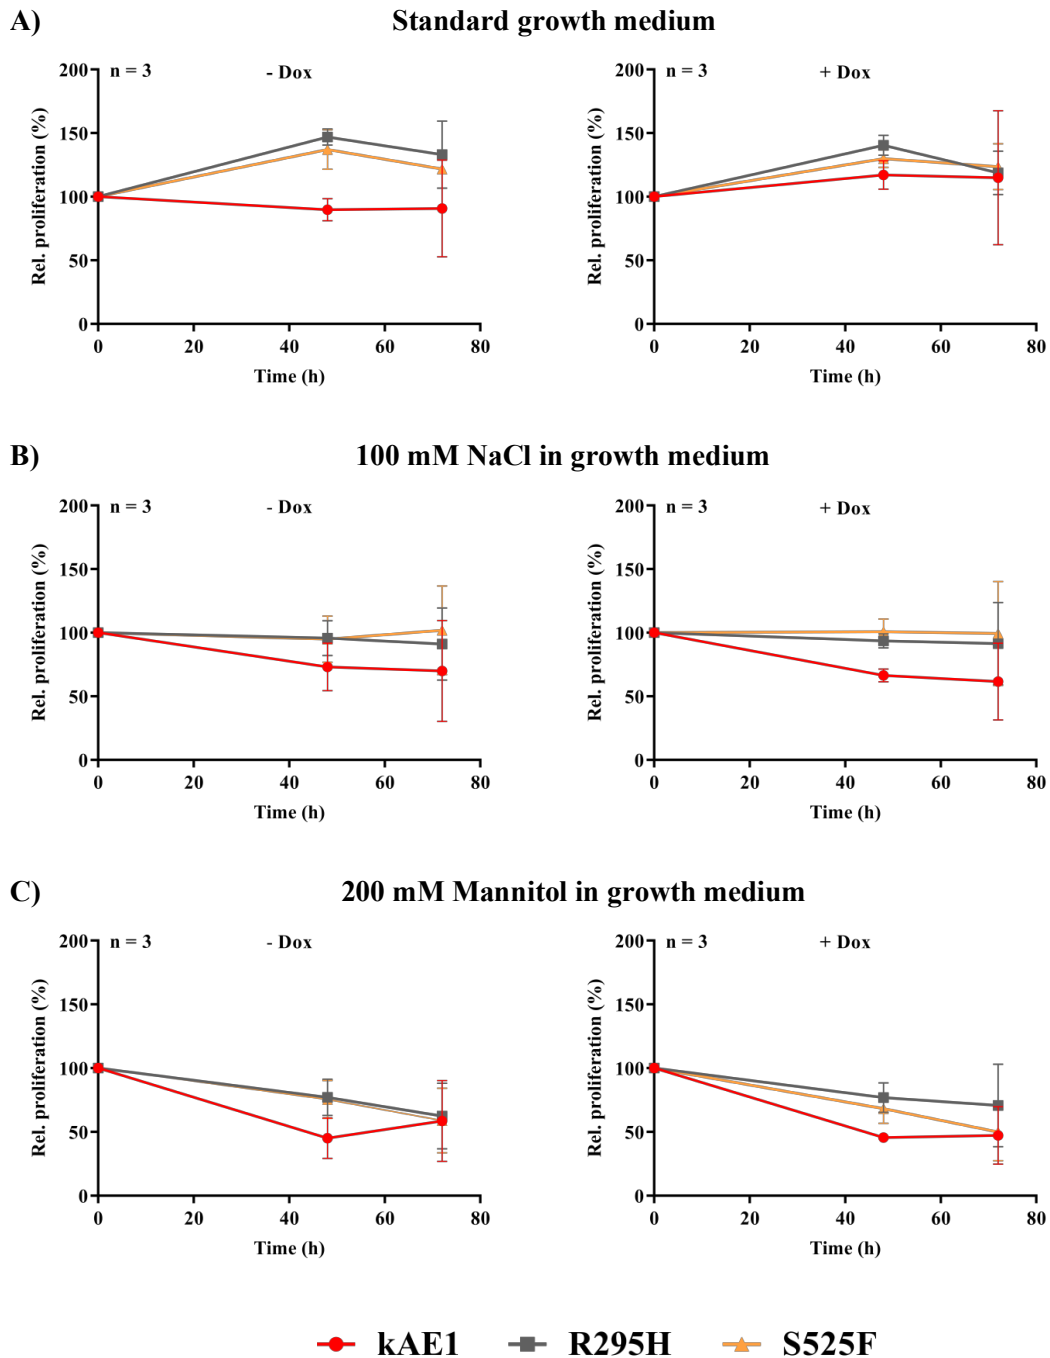 A) Standard growth medium
n = 3 - Dox
Rel. proliferation (%)
200
150
100
50
0
0 20 40 60 80
Time (h)
n = 3 + Dox
Rel. proliferation (%)
200
150
100
50
0
0 20 40 60 80
Time (h)
B) 100 mM NaCl in growth medium
n = 3 - Dox
Rel. proliferation (%)
200
150
100
50
0
0 20 40 60 80
Time (h)
n = 3 + Dox
Rel. proliferation (%)
200
150
100
50
0
0 20 40 60 80
Time (h)
C) 200 mM Mannitol in growth medium
n = 3 - Dox
Rel. proliferation (%)
200
150
100
50
0
0 20 40 60 80
Time (h)
n = 3 + Dox
Rel. proliferation (%)
200
150
100
50
0
0 20 40 60 80
Time (h)
kAE1 R295H S525F